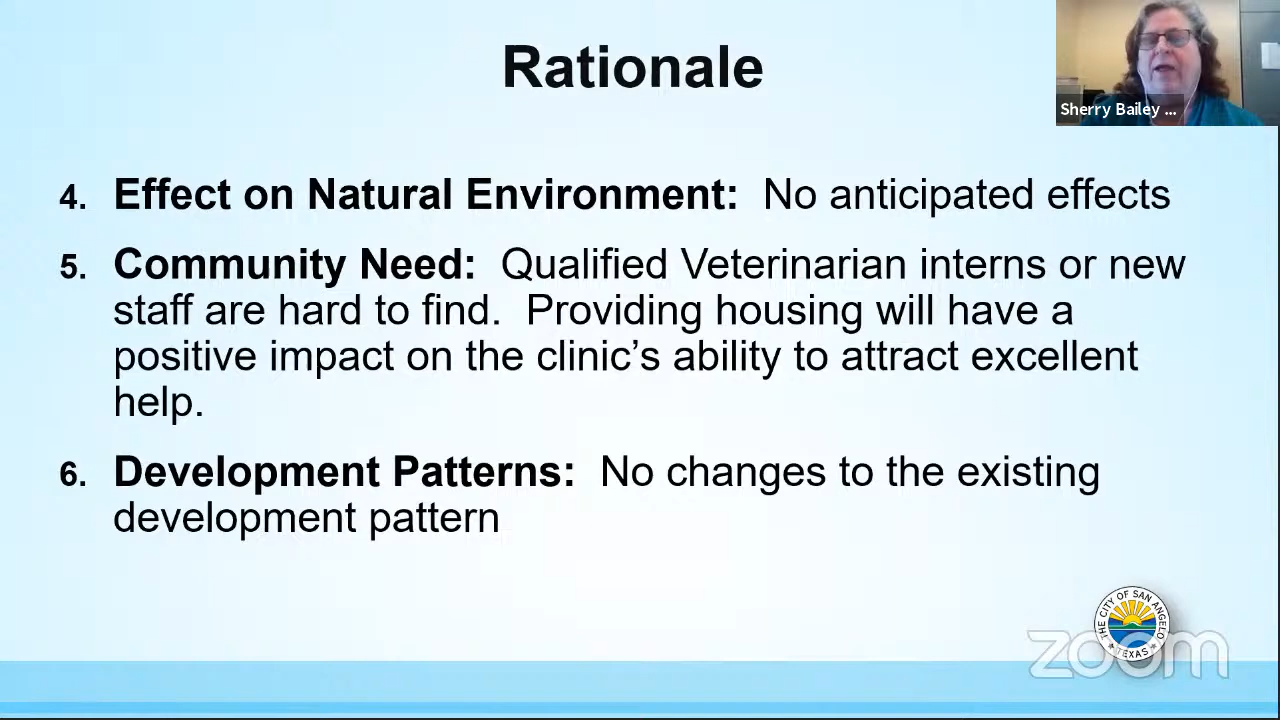 Rationale
Sherry Bailey ...
4. Effect on Natural Environment: No anticipated effects
5. Community Need: Qualified Veterinarian interns or new
staff are hard to find. Providing housing will have a
positive impact on the clinic’s ability to attract excellent
help.
6. Development Patterns: No changes to the existing
development pattern
THE CITY OF SAN ANGELO
TEXAS
zoom